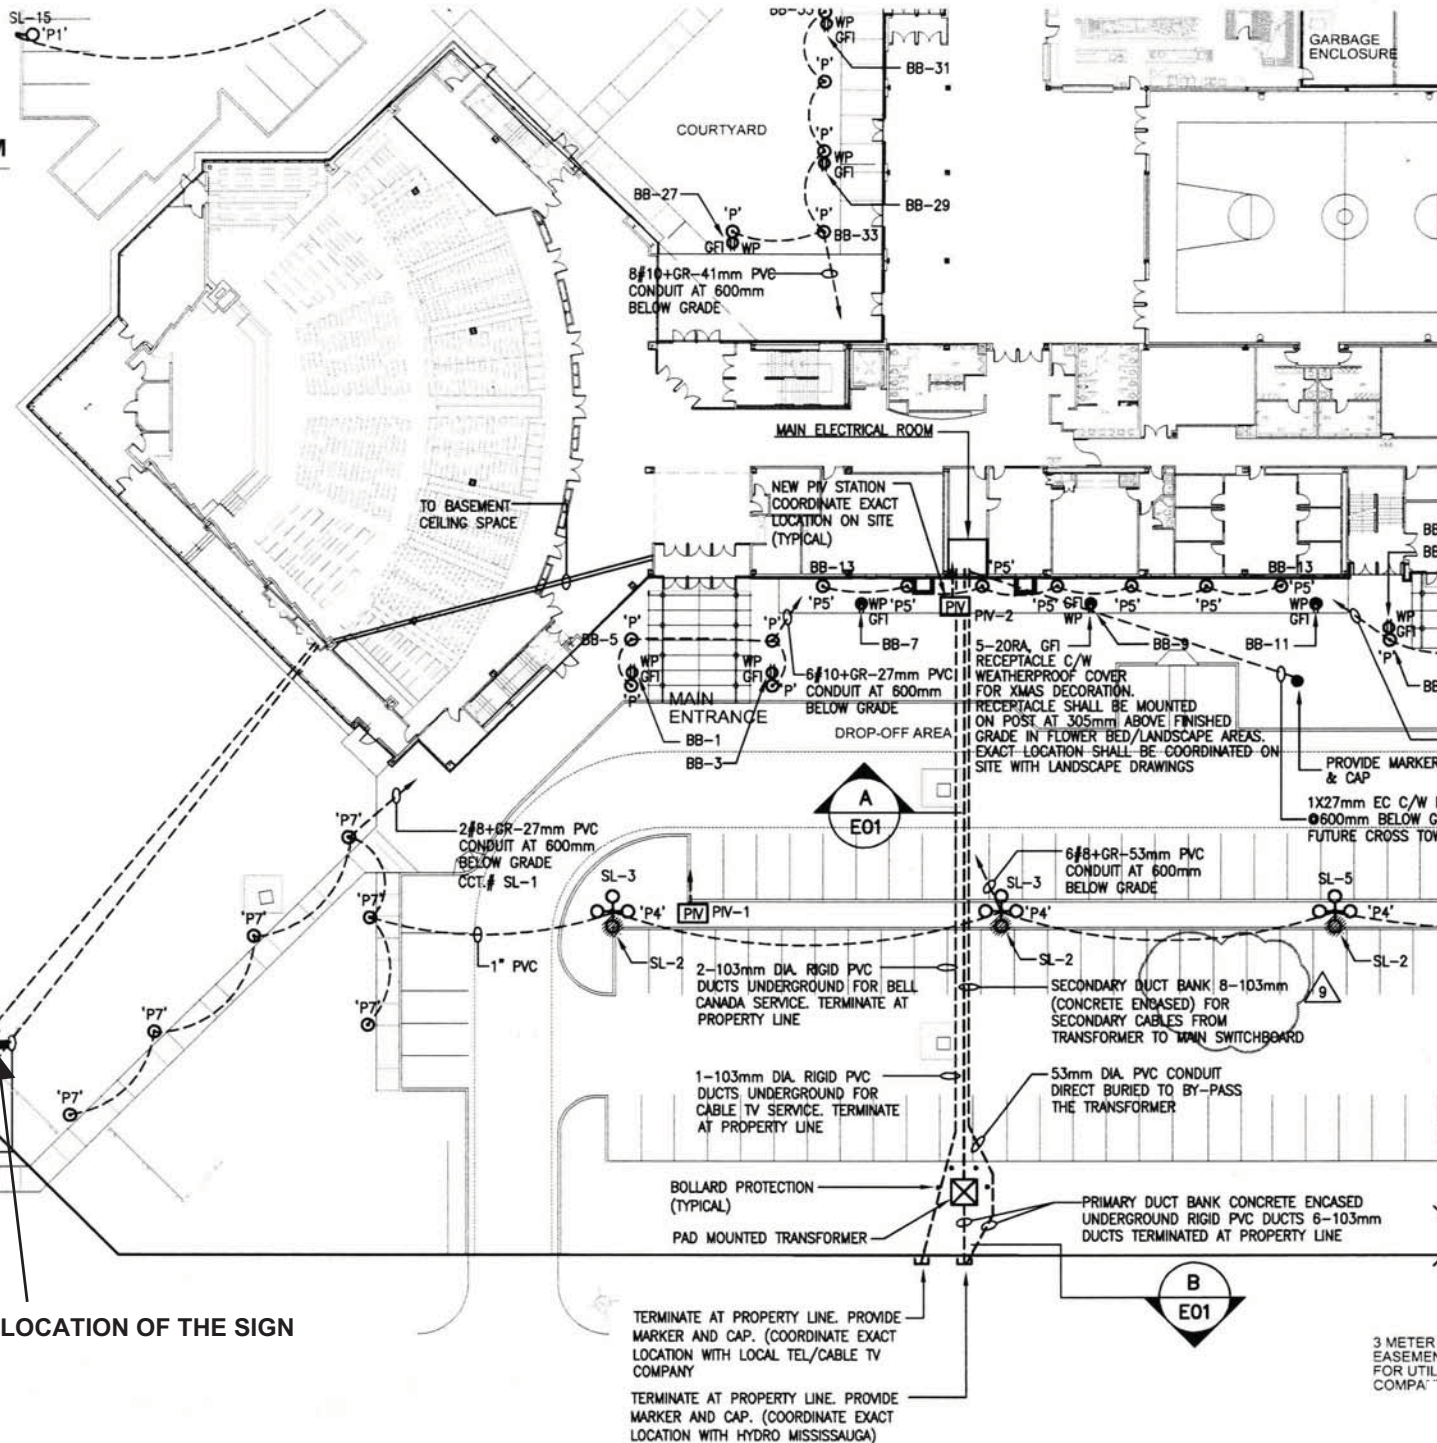 SL-15
'P1'
M
BB-31
WP
GFI
'P'
COURTYARD
'P'
WP
GFI
BB-29
BB-27
'P'
GFI
WP
'P'
BB-33
8#10+GR-41mm PVC
CONDUIT AT 600mm
BELOW GRADE
GARBAGE
ENCLOSURE
MAIN ELECTRICAL ROOM
TO BASEMENT
CEILING SPACE
NEW PIV STATION
COORDINATE EXACT
LOCATION ON SITE
(TYPICAL)
BB-13
'P5'
BB-13
'P5'
WP
GFI
'P5'
PIV
PIV-2
'P5'
GFI
WP
'P5'
'P5'
WP
GFI
BB-5
'P'
'P'
WP
GFI
'P'
WP
GFI
'P'
BB-7
BB-9
BB-11
WP
GFI
'P'
6#10+GR-27mm PVC
CONDUIT AT 600mm
BELOW GRADE
MAIN
ENTRANCE
BB-1
BB-3
DROP-OFF AREA
5-20RA, GFI
RECEPTACLE C/W
WEATHERPROOF COVER
FOR XMAS DECORATION.
RECEPTACLE SHALL BE MOUNTED
ON POST AT 305mm ABOVE FINISHED
GRADE IN FLOWER BED/LANDSCAPE AREAS.
EXACT LOCATION SHALL BE COORDINATED ON
SITE WITH LANDSCAPE DRAWINGS
PROVIDE MARKER
& CAP
1X27mm EC C/W
@600mm BELOW G
FUTURE CROSS TOW
A
E01
2#8+GR-27mm PVC
CONDUIT AT 600mm
BELOW GRADE
CCT.# SL-1
6#8+GR-53mm PVC
CONDUIT AT 600mm
BELOW GRADE
'P7'
'P7'
'P7'
'P7'
'P7'
'P7'
1" PVC
SL-3
'P4'
SL-2
PIV
PIV-1
SL-3
'P4'
SL-2
SL-5
'P4'
SL-2
2-103mm DIA. RIGID PVC
DUCTS UNDERGROUND FOR BELL
CANADA SERVICE. TERMINATE AT
PROPERTY LINE
SECONDARY DUCT BANK 8-103mm
(CONCRETE ENCASED) FOR
SECONDARY CABLES FROM
TRANSFORMER TO MAIN SWITCHBOARD
9
1-103mm DIA. RIGID PVC
DUCTS UNDERGROUND FOR
CABLE TV SERVICE. TERMINATE
AT PROPERTY LINE
53mm DIA. PVC CONDUIT
DIRECT BURIED TO BY-PASS
THE TRANSFORMER
BOLLARD PROTECTION
(TYPICAL)
PAD MOUNTED TRANSFORMER
PRIMARY DUCT BANK CONCRETE ENCASED
UNDERGROUND RIGID PVC DUCTS 6-103mm
DUCTS TERMINATED AT PROPERTY LINE
B
E01
LOCATION OF THE SIGN
TERMINATE AT PROPERTY LINE. PROVIDE
MARKER AND CAP. (COORDINATE EXACT
LOCATION WITH LOCAL TEL/CABLE TV
COMPANY
TERMINATE AT PROPERTY LINE. PROVIDE
MARKER AND CAP. (COORDINATE EXACT
LOCATION WITH HYDRO MISSISSAUGA)
3 METER
EASEMEN
FOR UTIL